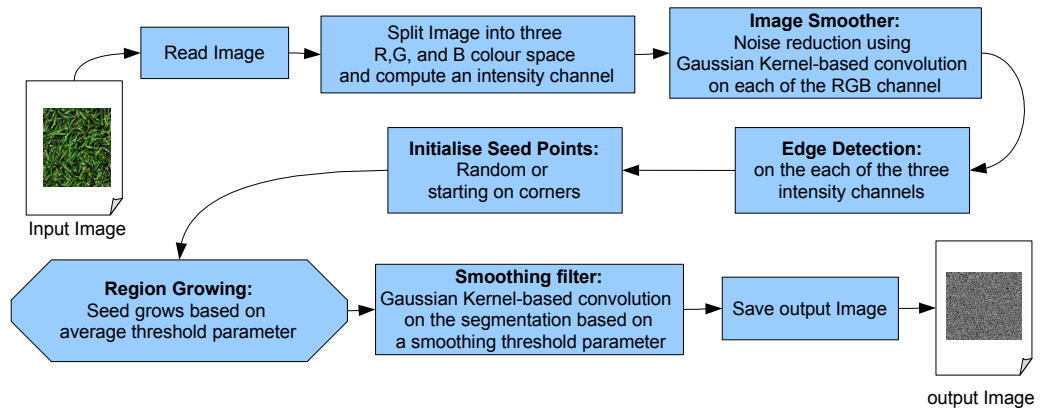 Read Image
Split Image into three
R,G, and B colour space
and compute an intensity channel
Image Smoother:
Noise reduction using
Gaussian Kernel-based convolution
on each of the RGB channel
Input Image
Initialise Seed Points:
Random or
starting on corners
Edge Detection:
on the each of the three
intensity channels
Region Growing:
Seed grows based on
average threshold parameter
Smoothing filter:
Gaussian Kernel-based convolution
on the segmentation based on
a smoothing threshold parameter
Save output Image
output Image